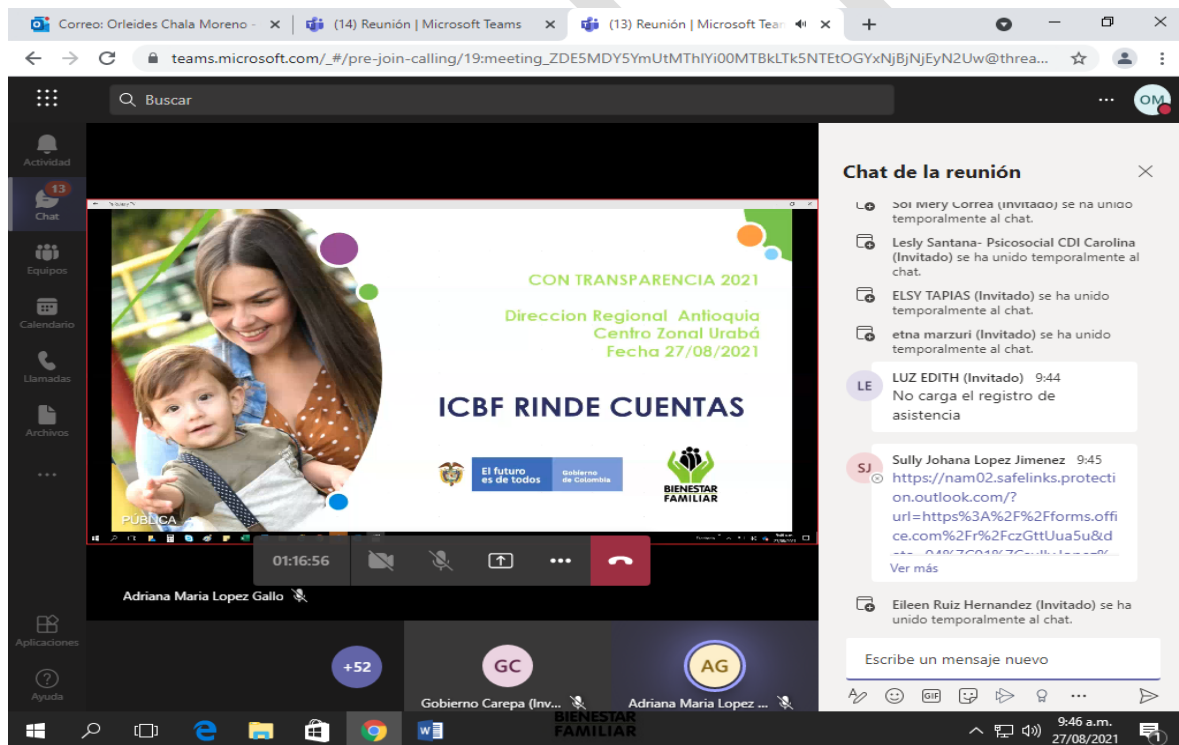 Correo: Orleides Chala Moreno -
(14) Reunión | Microsoft Teams
(13) Reunión | Microsoft Tean
teams.microsoft.com/_#/pre-join-calling/19:meeting_ZDE5MDY5YmUtMThlYi00MTBkLTk5NTEtOGYxNjBjNjEyN2Uw@threa...
Buscar
OM
Actividad
13
Chat
Equipos
Calendario
Llamadas
Archivos
Aplicaciones
Ayuda
CON TRANSPARENCIA 2021
Direccion Regional Antioquia
Centro Zonal Urabá
Fecha 27/08/2021
ICBF RINDE CUENTAS
El futuro
es de todos
Gobierno
de Colombia
BIENESTAR
FAMILIAR
PÚBLICA
01:16:56
Adriana Maria Lopez Gallo
+52
GC
Gobierno Carepa (Inv...
AG
Adriana Maria Lopez ...
Chat de la reunión
Sol Mery Correa (Invitado) se ha unido
temporalmente al chat.
Lesly Santana- Psicosocial CDI Carolina
(Invitado) se ha unido temporalmente al
chat.
ELSY TAPIAS (Invitado) se ha unido
temporalmente al chat.
etna marzuri (Invitado) se ha unido
temporalmente al chat.
LE
LUZ EDITH (Invitado) 9:44
No carga el registro de
asistencia
SJ
Sully Johana Lopez Jimenez 9:45
https://nam02.safelinks.protecti
on.outlook.com/?
url=https%3A%2F%2Fforms.offi
ce.com%2Fr%2FczGttUua5u&d
Ver más
Eileen Ruiz Hernandez (Invitado) se ha
unido temporalmente al chat.
Escribe un mensaje nuevo
GIF
BIENESTAR
FAMILIAR
9:46 a.m.
27/08/2021
1